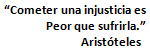 “Cometer una injusticia es
Peor que sufrirla.”
Aristóteles